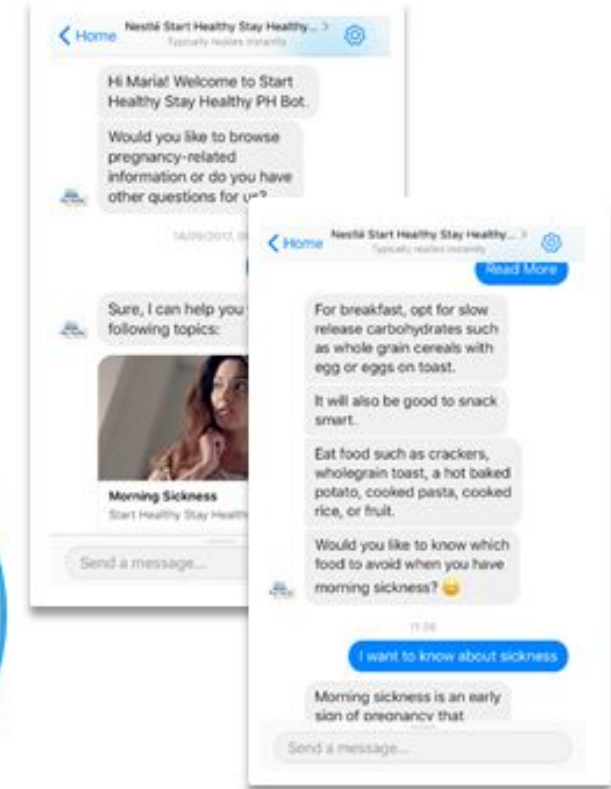 Home
Nestlé Start Healthy Stay Healthy... >
Typically replies instantly
Hi Maria! Welcome to Start
Healthy Stay Healthy PH Bot.
Would you like to browse
pregnancy-related
information or do you have
other questions for us?
14/09/2017,
Sure, I can help you
following topics:
Morning Sickness
Start Healthy Stay
Send a message...
Home
Nestlé Start Healthy Stay Healthy... >
Typically replies instantly
Read More
For breakfast, opt for slow
release carbohydrates such
as whole grain cereals with
egg or eggs on toast.
It will also be good to snack
smart.
Eat food such as crackers,
wholegrain toast, a hot baked
potato, cooked pasta, cooked
rice, or fruit.
Would you like to know which
food to avoid when you have
morning sickness? 😊
I want to know about sickness
Morning sickness is an early
sign of pregnancy that
Send a message...